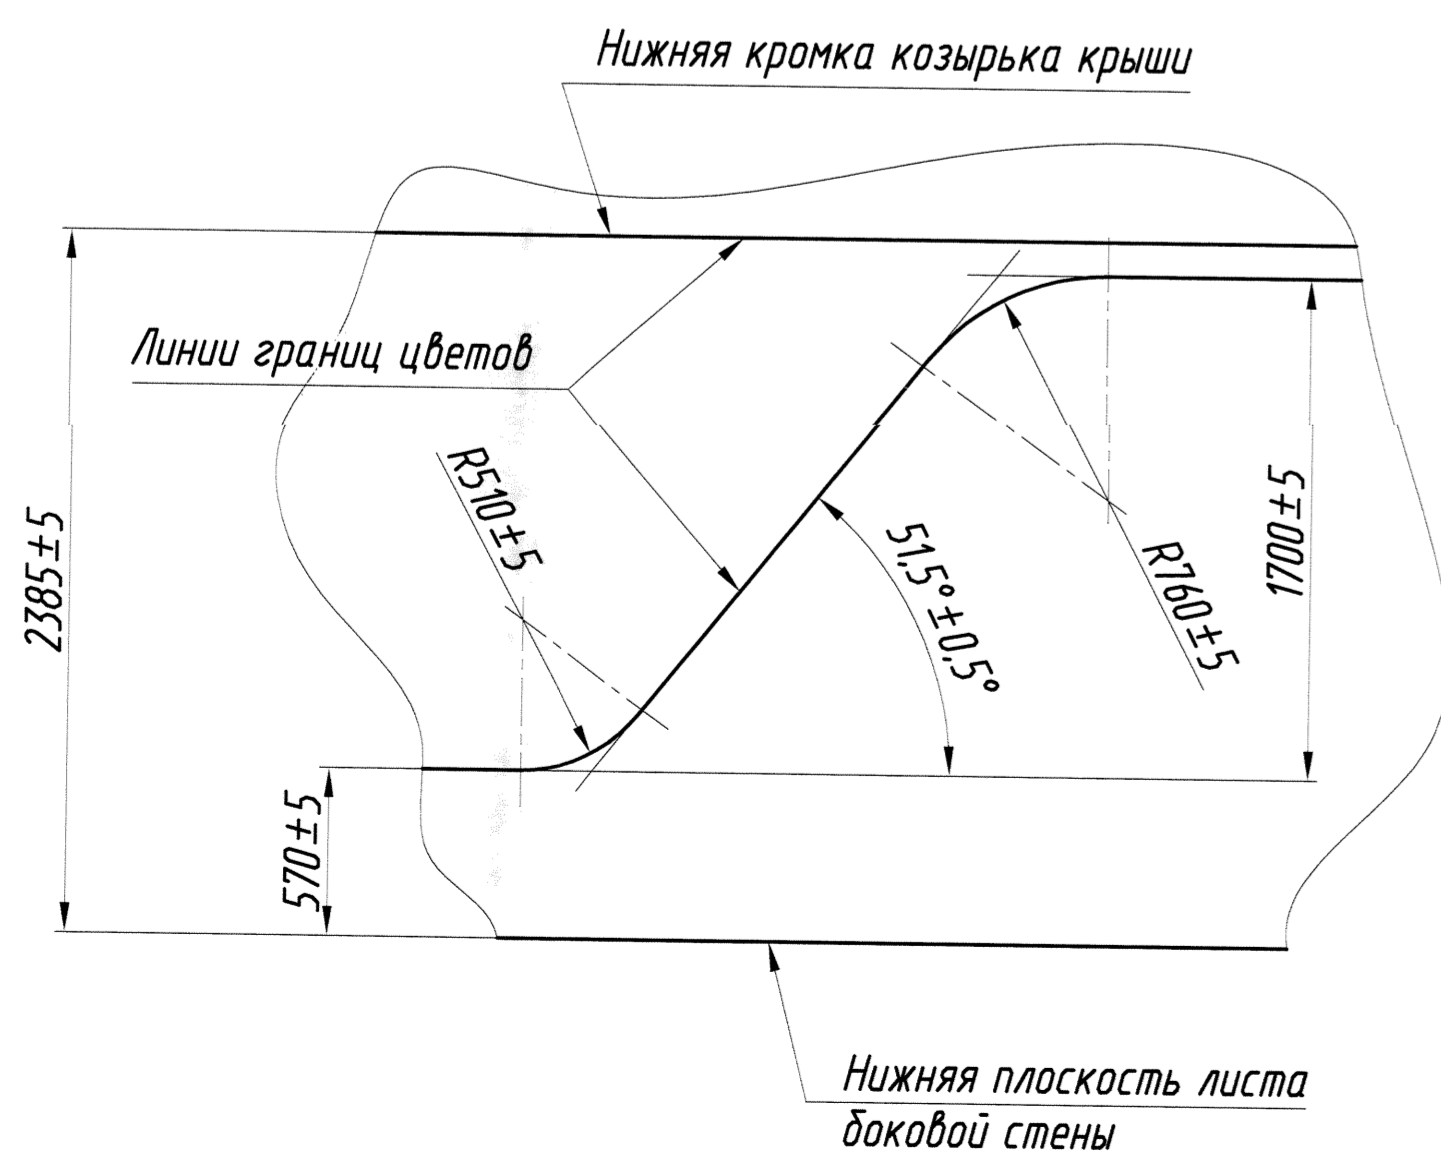 Нижняя кромка козырька крыши
Линии границ цветов
R510±5
51,5°±0,5°
R760±5
1700±5
2385±5
570±5
Нижняя плоскость листа
боковой стены